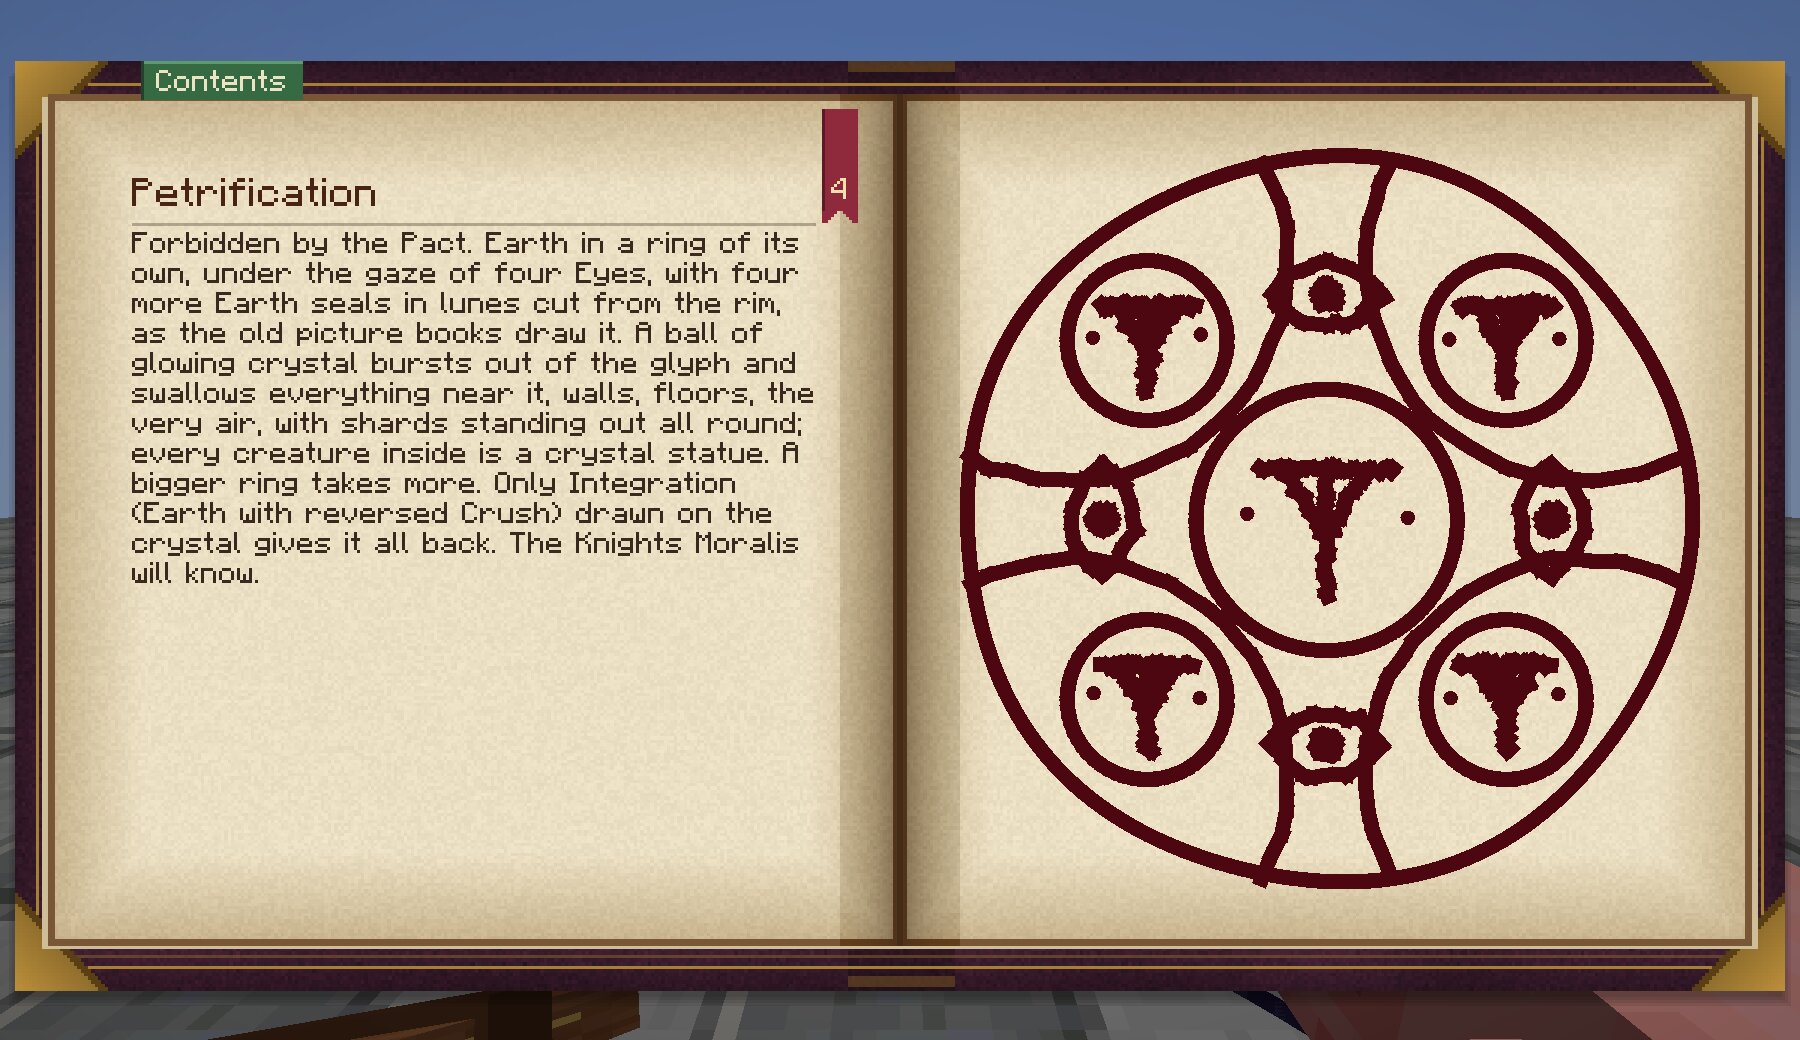 Contents
4
Petrification
Forbidden by the Pact. Earth in a ring of its
own, under the gaze of four Eyes, with four
more Earth seals in lunes cut from the rim,
as the old picture books draw it. A ball of
glowing crystal bursts out of the glyph and
swallows everything near it, walls, floors, the
very air, with shards standing out all round;
every creature inside is a crystal statue. A
bigger ring takes more. Only Integration
(Earth with reversed Crush) drawn on the
crystal gives it all back. The Knights Moralis
will know.